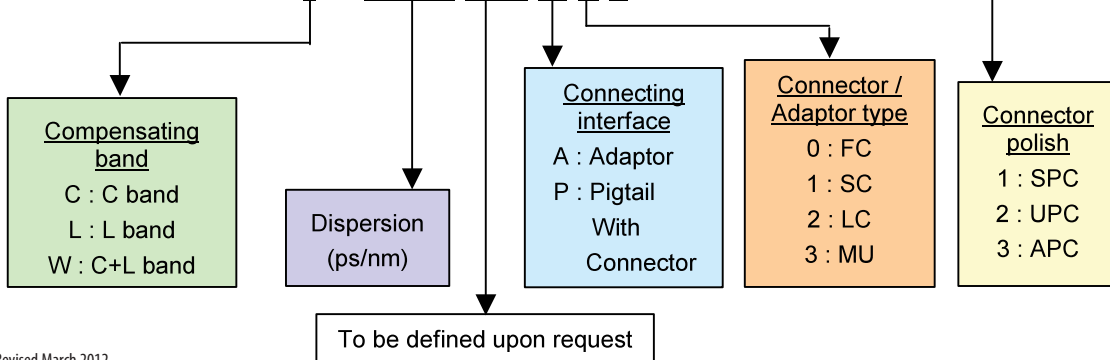 Compensating
band
C : C band
L : L band
W : C+L band
Dispersion
(ps/nm)
To be defined upon request
Connecting
interface
A : Adaptor
P : Pigtail
With
Connector
Connector /
Adaptor type
0 : FC
1 : SC
2 : LC
3 : MU
Connector
polish
1 : SPC
2 : UPC
3 : APC
Revised March 2012